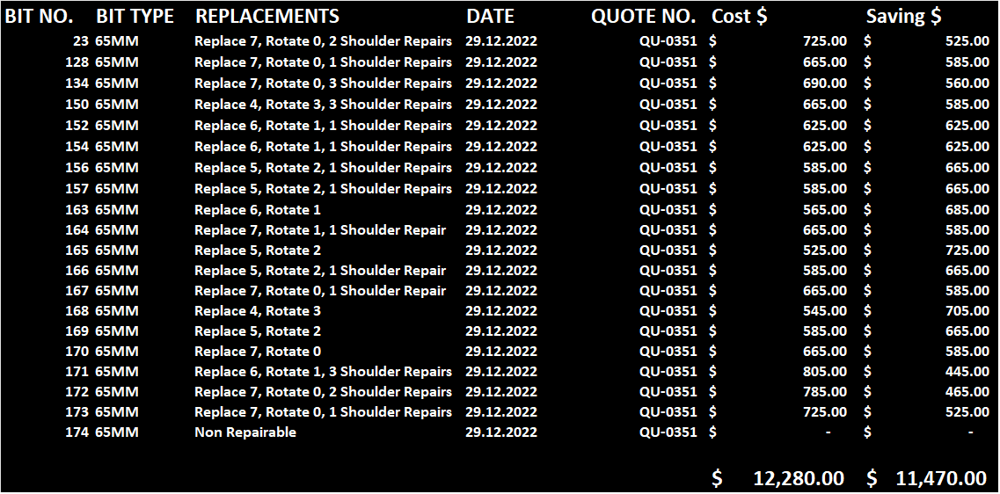 BIT NO. BIT TYPE REPLACEMENTS DATE QUOTE NO. Cost $ Saving $
23 65MM Replace 7, Rotate 0, 2 Shoulder Repairs 29.12.2022 QU-0351 $ 725.00 $ 525.00
128 65MM Replace 7, Rotate 0, 1 Shoulder Repairs 29.12.2022 QU-0351 $ 665.00 $ 585.00
134 65MM Replace 7, Rotate 0, 3 Shoulder Repairs 29.12.2022 QU-0351 $ 690.00 $ 560.00
150 65MM Replace 4, Rotate 3, 3 Shoulder Repairs 29.12.2022 QU-0351 $ 665.00 $ 585.00
152 65MM Replace 6, Rotate 1, 1 Shoulder Repairs 29.12.2022 QU-0351 $ 625.00 $ 625.00
154 65MM Replace 6, Rotate 1, 1 Shoulder Repairs 29.12.2022 QU-0351 $ 625.00 $ 625.00
156 65MM Replace 5, Rotate 2, 1 Shoulder Repairs 29.12.2022 QU-0351 $ 585.00 $ 665.00
157 65MM Replace 5, Rotate 2, 1 Shoulder Repairs 29.12.2022 QU-0351 $ 585.00 $ 665.00
163 65MM Replace 6, Rotate 1 29.12.2022 QU-0351 $ 565.00 $ 685.00
164 65MM Replace 7, Rotate 1, 1 Shoulder Repair 29.12.2022 QU-0351 $ 665.00 $ 585.00
165 65MM Replace 5, Rotate 2 29.12.2022 QU-0351 $ 525.00 $ 725.00
166 65MM Replace 5, Rotate 2, 1 Shoulder Repair 29.12.2022 QU-0351 $ 585.00 $ 665.00
167 65MM Replace 7, Rotate 0, 1 Shoulder Repair 29.12.2022 QU-0351 $ 665.00 $ 585.00
168 65MM Replace 4, Rotate 3 29.12.2022 QU-0351 $ 545.00 $ 705.00
169 65MM Replace 5, Rotate 2 29.12.2022 QU-0351 $ 585.00 $ 665.00
170 65MM Replace 7, Rotate 0 29.12.2022 QU-0351 $ 665.00 $ 585.00
171 65MM Replace 6, Rotate 1, 3 Shoulder Repairs 29.12.2022 QU-0351 $ 805.00 $ 445.00
172 65MM Replace 7, Rotate 0, 2 Shoulder Repairs 29.12.2022 QU-0351 $ 785.00 $ 465.00
173 65MM Replace 7, Rotate 0, 1 Shoulder Repairs 29.12.2022 QU-0351 $ 725.00 $ 525.00
174 65MM Non Repairable 29.12.2022 QU-0351 $ - $ -
$ 12,280.00 $ 11,470.00